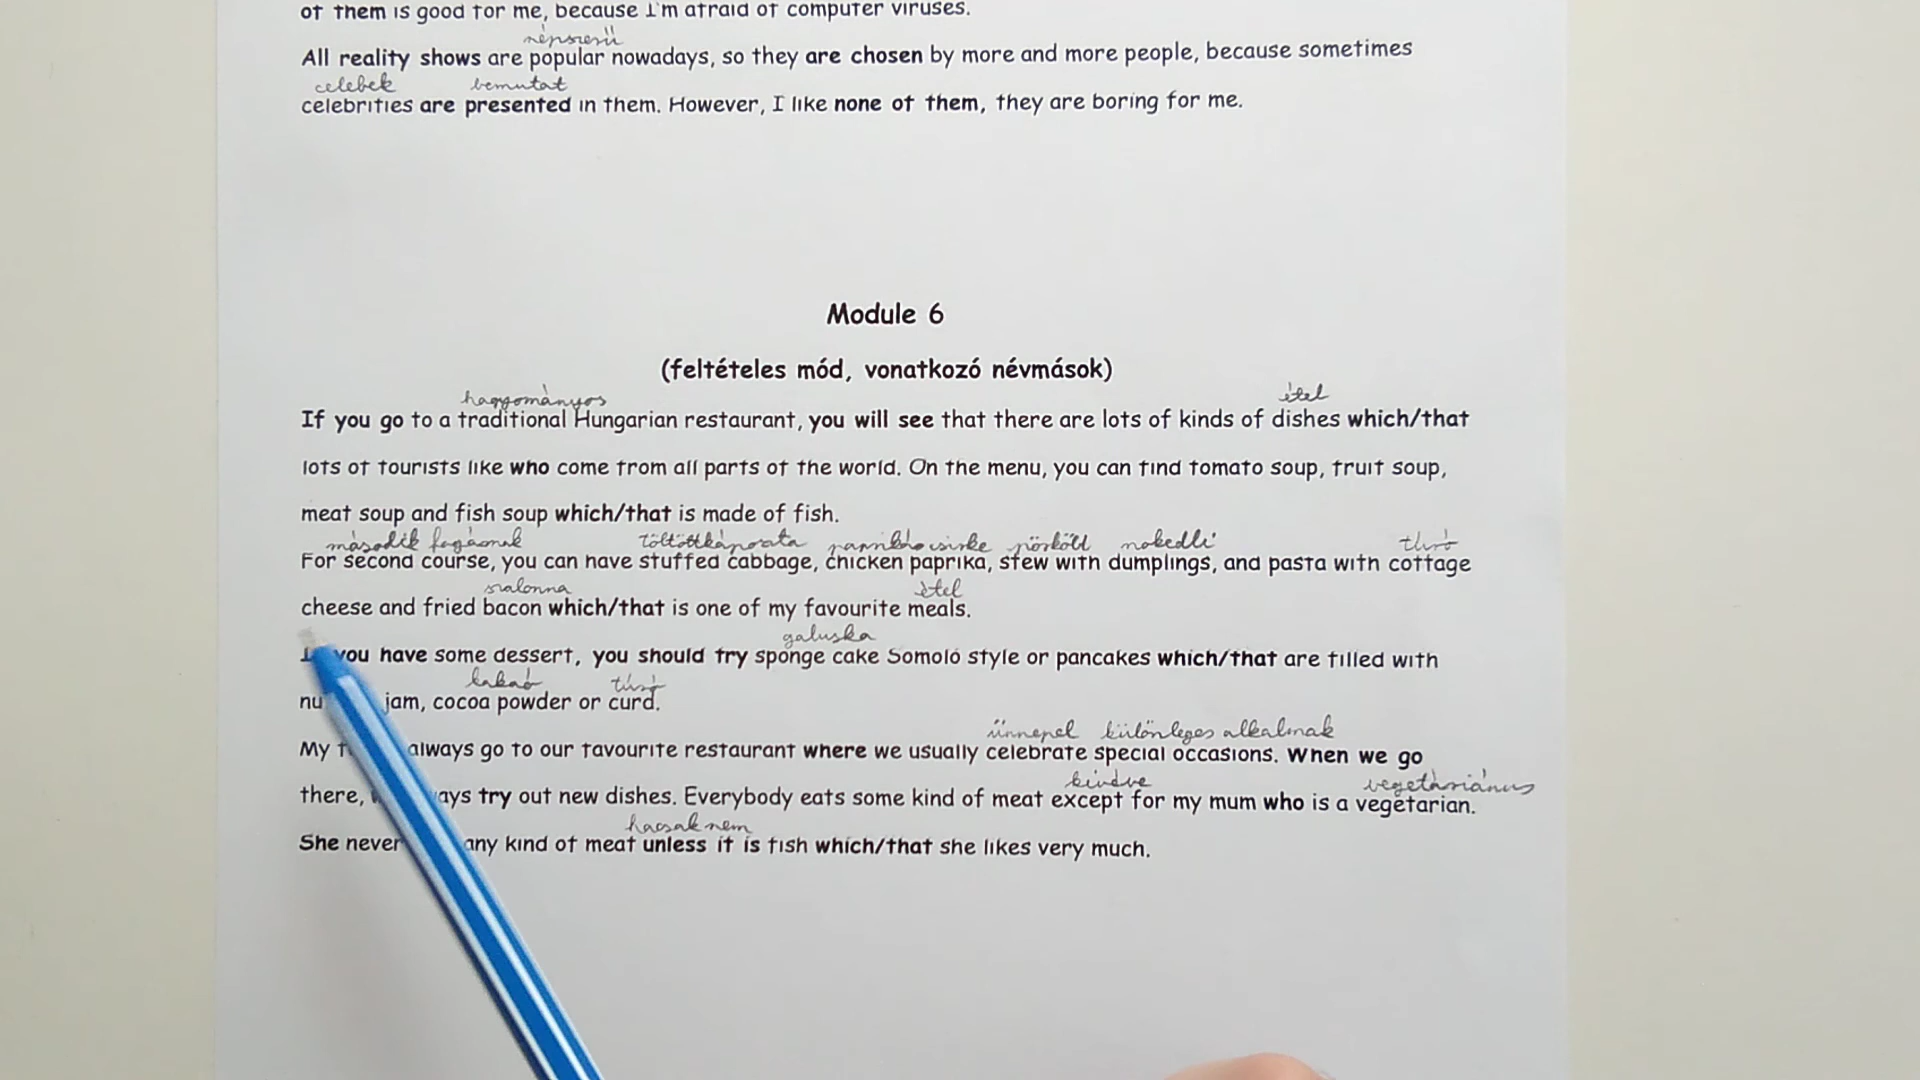 of them is good for me, because I'm afraid of computer viruses.
népszerű
All reality shows are popular nowadays, so they are chosen by more and more people, because sometimes
celebek bemutat
celebrities are presented in them. However, I like none of them, they are boring for me.
Module 6
(feltételes mód, vonatkozó névmások)
hagyományos étel
If you go to a traditional Hungarian restaurant, you will see that there are lots of kinds of dishes which/that
lots of tourists like who come from all parts of the world. On the menu, you can find tomato soup, fruit soup,
meat soup and fish soup which/that is made of fish.
második fogásnak töltöttkáposzta paprikáscsirke pörkölt nokedli túró
For second course, you can have stuffed cabbage, chicken paprika, stew with dumplings, and pasta with cottage
szalonna étel
cheese and fried bacon which/that is one of my favourite meals.
galuska
you have some dessert, you should try sponge cake Somoló style or pancakes which/that are filled with
kakaó túró
jam, cocoa powder or curd.
ünnepel különleges alkalmak
My always go to our favourite restaurant where we usually celebrate special occasions. When we go
kivéve vegetáriánus
there, try out new dishes. Everybody eats some kind of meat except for my mum who is a vegetarian.
hacsak nem
She never any kind of meat unless it is fish which/that she likes very much.